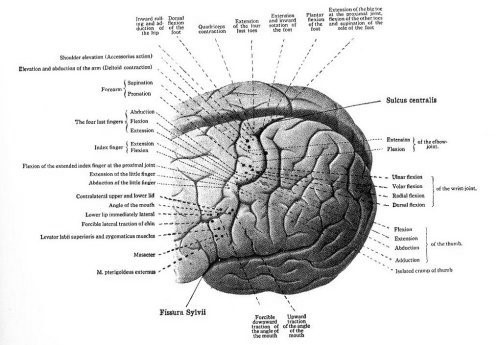 Inward rolling and adduction of the hip
Dorsal flexion of the foot
Quadriceps contraction
Extension of the four last toes
Extension and inward rotation of the foot
Plantar flexion of the foot
Extension of the big toe at the proximal joint, flexion of the other toes and supination of the sole of the foot
Shoulder elevation (Accessorius action)
Elevation and abduction of the arm (Deltoid contraction)
Forearm
Supination
Pronation
The four last fingers
Abduction
Flexion
Extension
Index finger
Extension
Flexion
Flexion of the extended index finger at the proximal joint
Extension of the little finger
Abduction of the little finger
Contralateral upper and lower lid
Angle of the mouth
Lower lip immediately lateral
Forcible lateral traction of chin
Levator labii superioris and zygomaticus muscles
Masseter
M. pterigoideus externus
Fissura Sylvii
Forcible downward traction of the angle of the mouth
Upward traction of the angle of the mouth
Sulcus centralis
Extension
Flexion
of the elbow-joint.
Ulnar flexion
Volar flexion
Radial flexion
Dorsal flexion
of the wrist-joint,
Flexion
Extension
Abduction
Adduction
of the thumb.
Isolated cramp of thumb